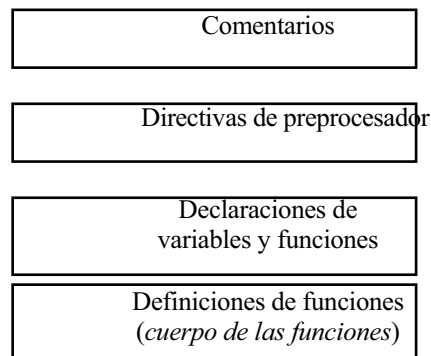 Comentarios
Directivas de preprocesador
Declaraciones de
variables y funciones
Definiciones de funciones
(cuerpo de las funciones)